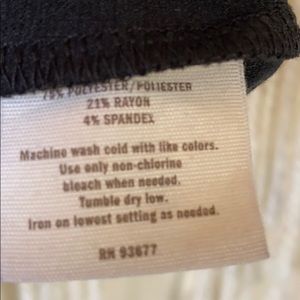 75% POLYESTER/POLIESTER
21% RAYON
4% SPANDEX
Machine wash cold with like colors.
Use only non-chlorine
bleach when needed.
Tumble dry low.
Iron on lowest setting as needed.
RN 93677